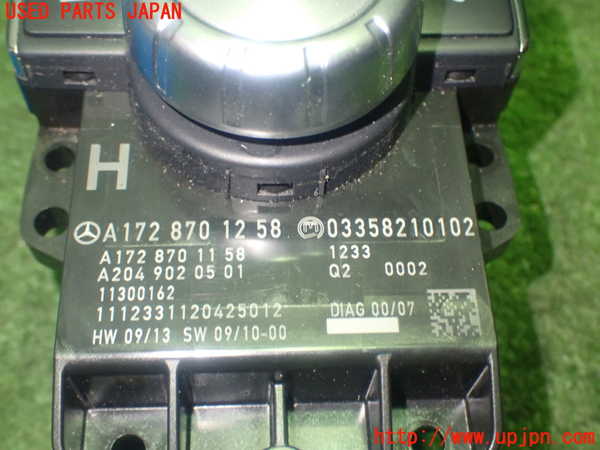 USED PARTS JAPAN
H
A172 870 12 58 M 03358210102
A172 870 11 58 1233
A204 902 05 01 Q2 0002
11300162
1112331120425012 DIAG 00/07
HW 09/13 SW 09/10-00
http://www.upjpn.com/